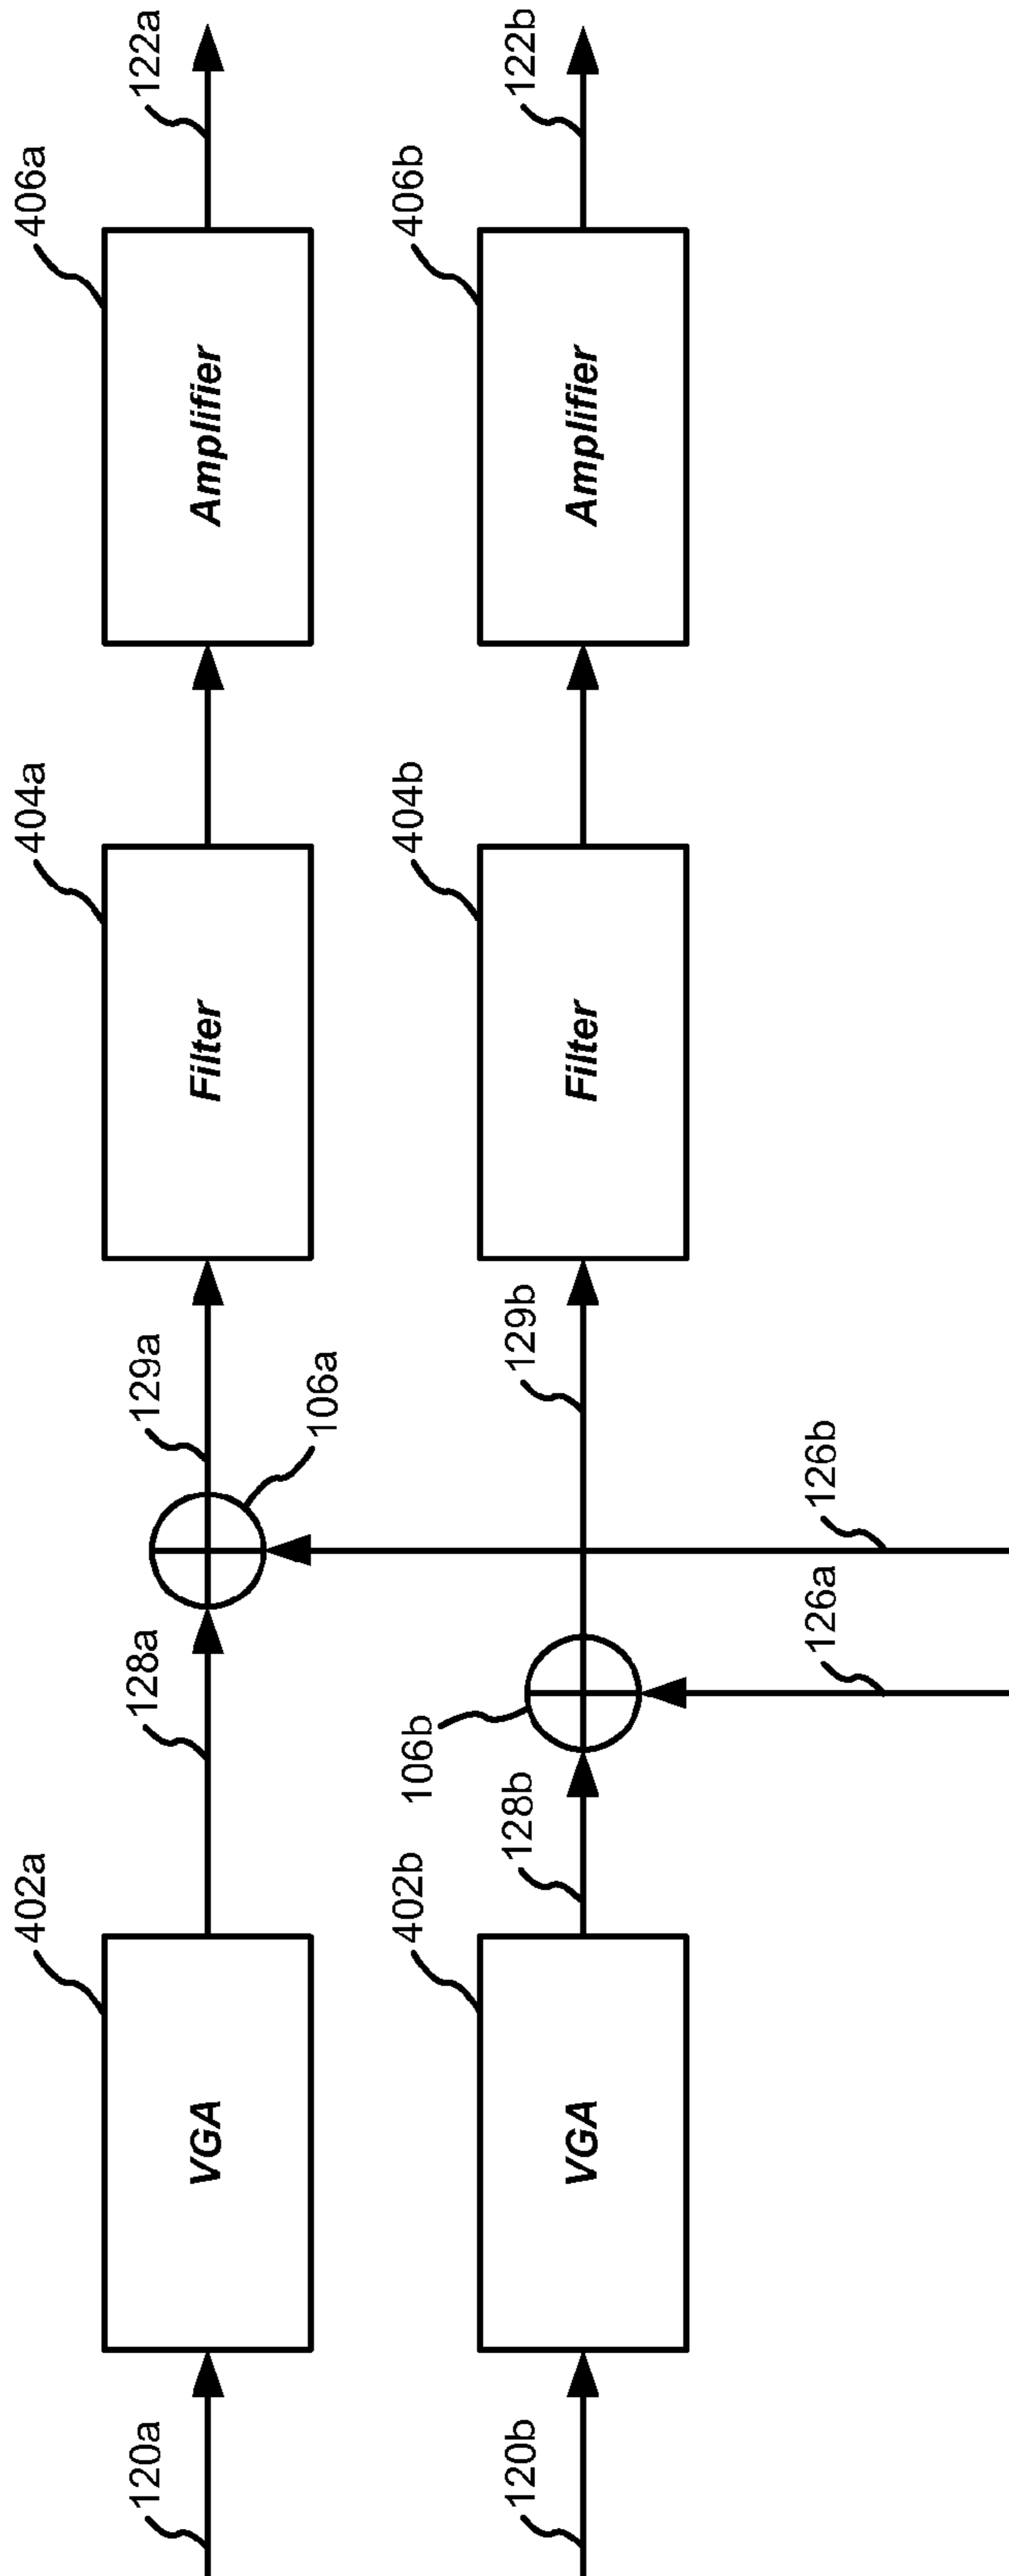 402a
404a
406a
120a
VGA
128a
129a
Filter
Amplifier
122a
106a
402b
106b
404b
406b
120b
VGA
128b
129b
Filter
Amplifier
122b
126a
126b